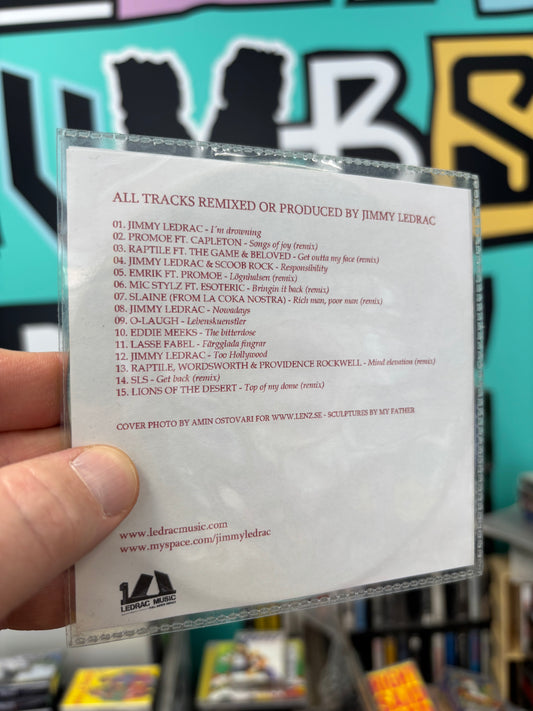 ALL TRACKS REMIXED OR PRODUCED BY JIMMY LEDRAC
01. JIMMY LEDRAC - I´m drowning
02. PROMOE FT. CAPLETON - Songs of joy (remix)
03. RAPTILE FT. THE GAME & BELOVED - Get outta my face (remix)
04. JIMMY LEDRAC & SCOOB ROCK - Responsibility
05. EMRIK FT. PROMOE - Lögnhalsen (remix)
06. MIC STYLZ FT. ESOTERIC - Bringin it back (remix)
07. SLAINE (FROM LA COKA NOSTRA) - Rich man, poor man (remix)
08. JIMMY LEDRAC - Nowadays
09. O-LAUGH - Lebenskuenstler
10. EDDIE MEEKS - The bitterdose
11. LASSE FABEL - Färgglada fingrar
12. JIMMY LEDRAC - Too Hollywood
13. RAPTILE, WORDSWORTH & PROVIDENCE ROCKWELL - Mind elevation (remix)
14. SLS - Get back (remix)
15. LIONS OF THE DESERT - Top of my dome (remix)
COVER PHOTO BY AMIN OSTOVARI FOR WWW.LENZ.SE - SCULPTURES BY MY FATHER
www.ledracmusic.com
www.myspace.com/jimmyledrac
LEDRAC MUSIC